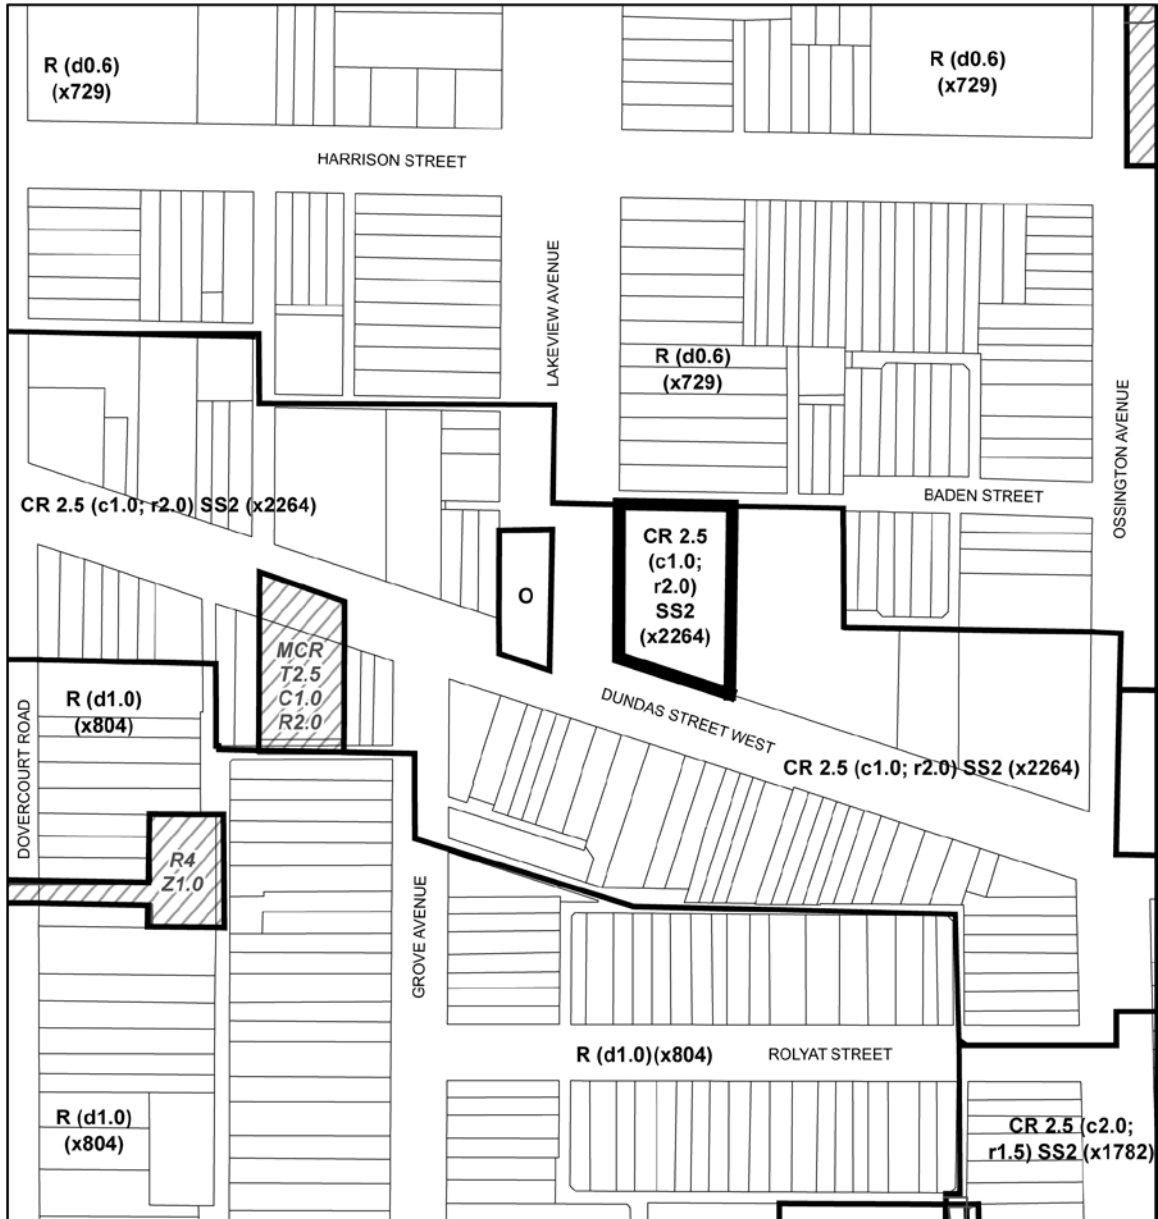 R (d0.6)
(x729)
R (d0.6)
(x729)
HARRISON STREET
LAKEVIEW AVENUE
R (d0.6)
(x729)
OSSINGTON AVENUE
CR 2.5 (c1.0; r2.0) SS2 (x2264)
BADEN STREET
CR 2.5
(c1.0;
r2.0)
SS2
(x2264)
O
MCR
T2.5
C1.0
R2.0
R (d1.0)
(x804)
DUNDAS STREET WEST
CR 2.5 (c1.0; r2.0) SS2 (x2264)
DOVERCOURT ROAD
R4
Z1.0
GROVE AVENUE
R (d1.0)(x804)
ROLYAT STREET
R (d1.0)
(x804)
CR 2.5 (c2.0;
r1.5) SS2 (x1782)